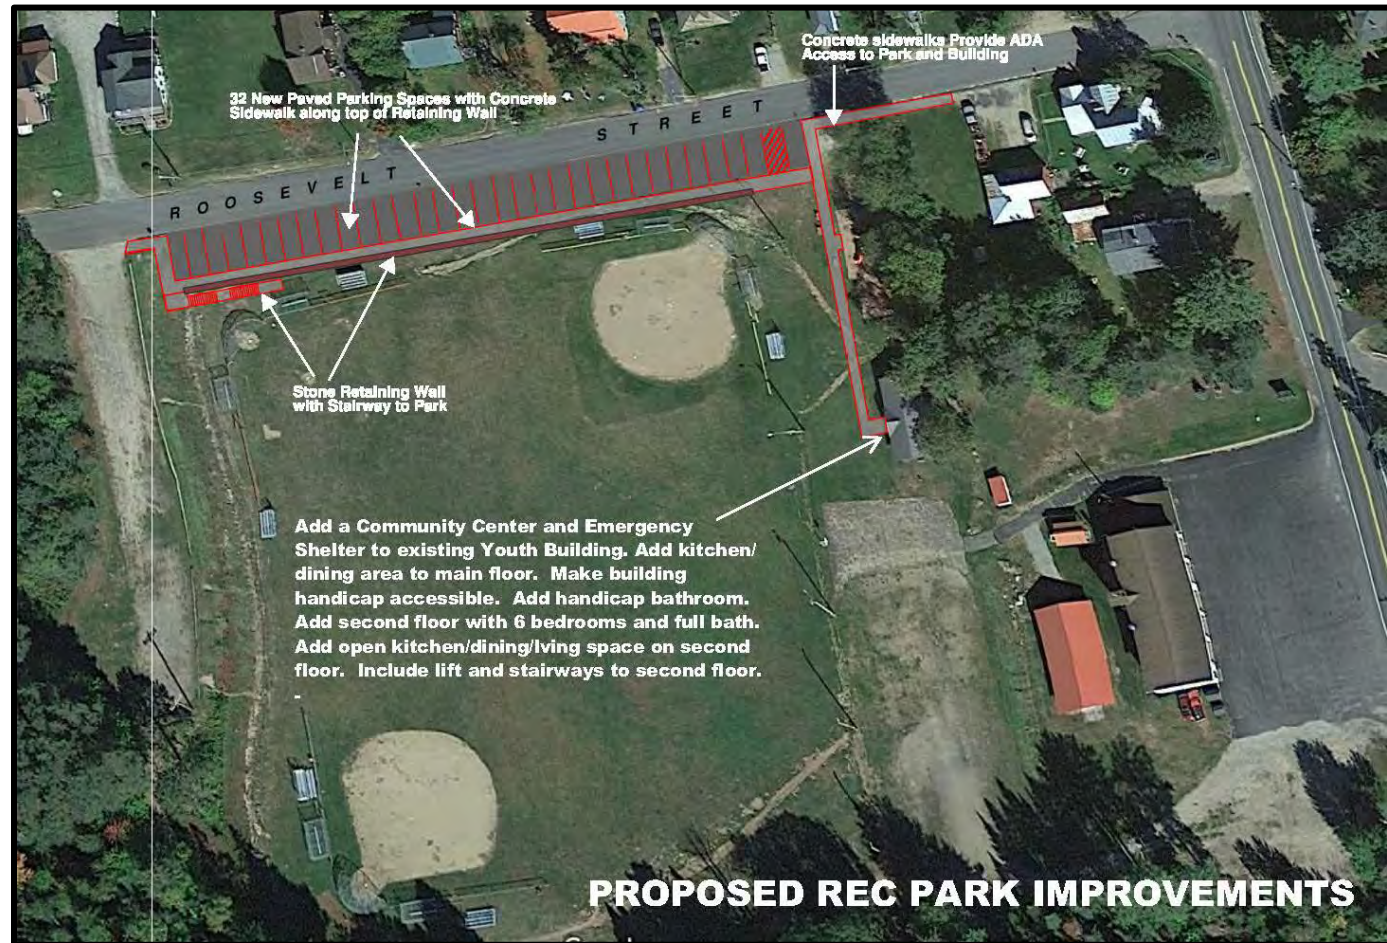 Concrete sidewalks Provide ADA
Access to Park and Building
32 New Paved Parking Spaces with Concrete
Sidewalk along top of Retaining Wall
ROOSEVELT STREET
Stone Retaining Wall
with Stairway to Park
Add a Community Center and Emergency
Shelter to existing Youth Building. Add kitchen/
dining area to main floor. Make building
handicap accessible. Add handicap bathroom.
Add second floor with 6 bedrooms and full bath.
Add open kitchen/dining/lving space on second
floor. Include lift and stairways to second floor.
-
PROPOSED REC PARK IMPROVEMENTS